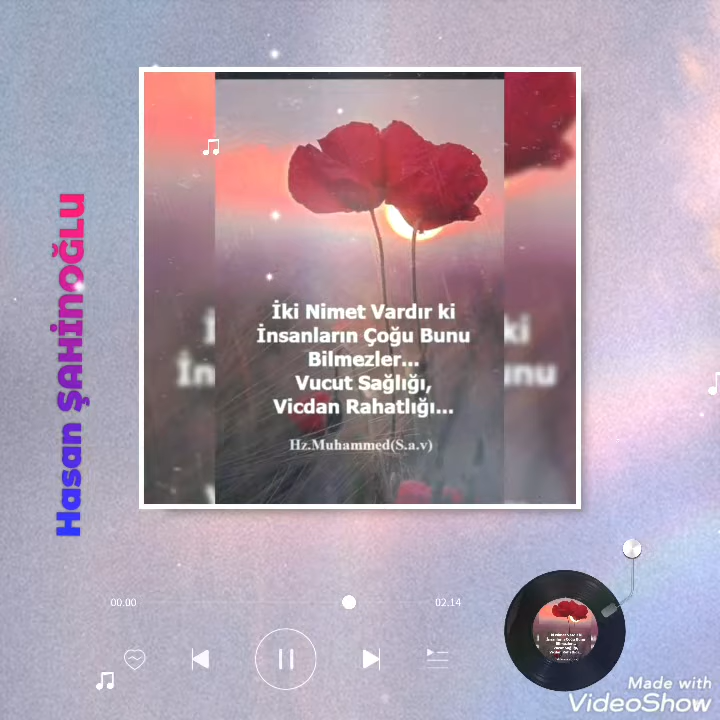 Hasan ŞAHİNOĞLU
İki Nimet Vardır ki
İnsanların Çoğu Bunu
Bilmezler...
Vucut Sağlığı,
Vicdan Rahatlığı...
Hz.Muhammed(S.a.v)
00.00
02.14
Made with
VideoShow